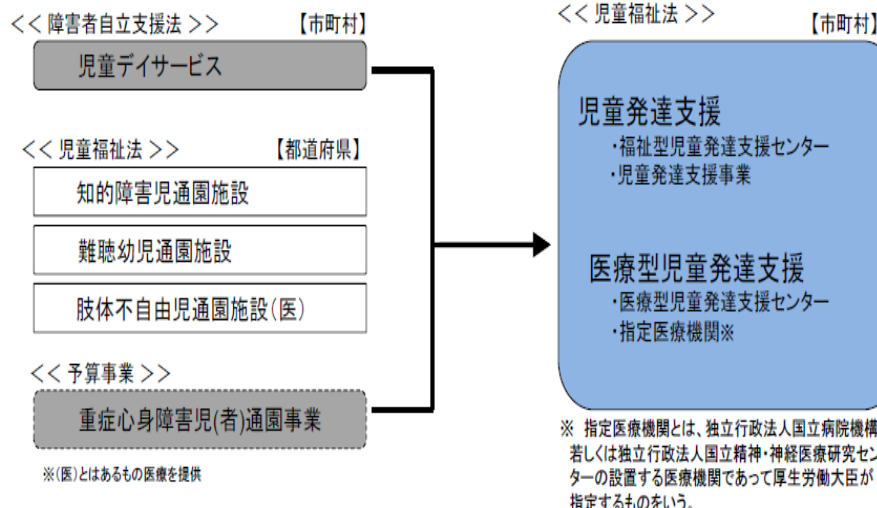 << 障害者自立支援法 >> 【市町村】
児童デイサービス
<< 児童福祉法 >> 【都道府県】
知的障害児通園施設
難聴幼児通園施設
肢体不自由児通園施設(医)
<< 予算事業 >>
重症心身障害児(者)通園事業
※(医)とはあるもの医療を提供
<< 児童福祉法 >> 【市町村】
児童発達支援
・福祉型児童発達支援センター
・児童発達支援事業
医療型児童発達支援
・医療型児童発達支援センター
・指定医療機関※
※ 指定医療機関とは、独立行政法人国立病院機構
若しくは独立行政法人国立精神・神経医療研究セン
ターの設置する医療機関であって厚生労働大臣が
指定するものをいう。